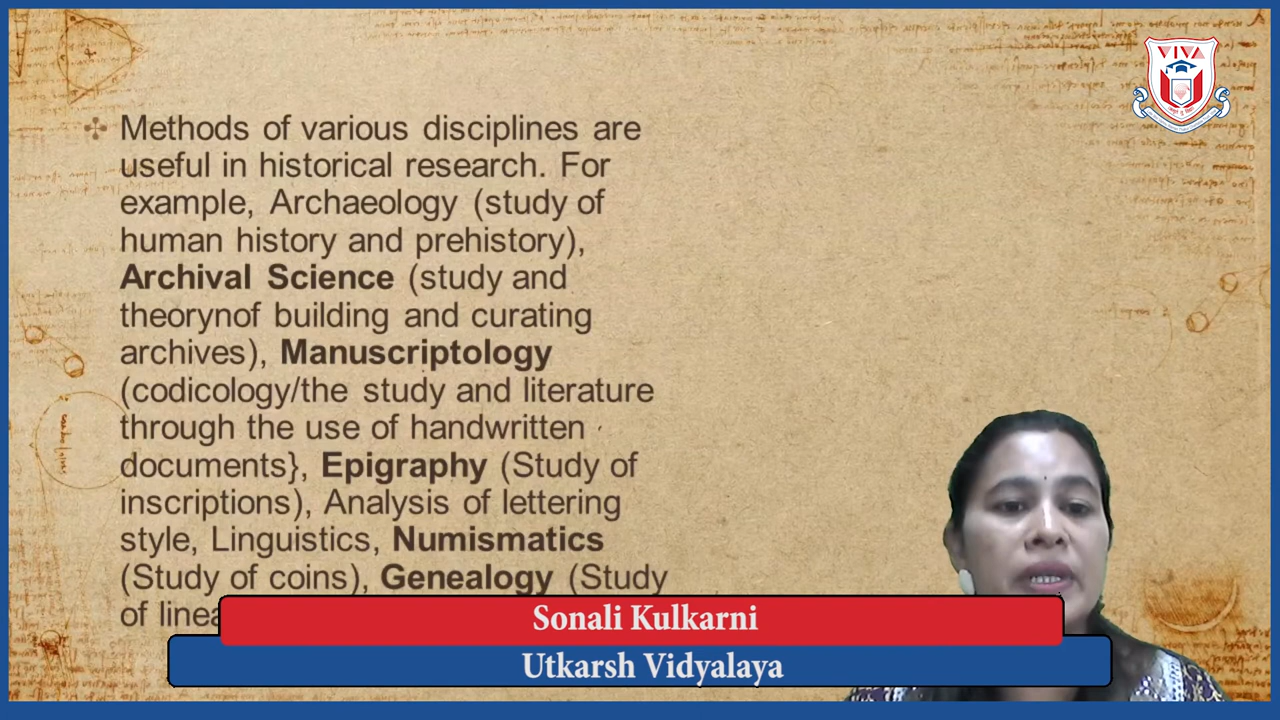 VIVA
Methods of various disciplines are
useful in historical research. For
example, Archaeology (study of
human history and prehistory),
Archival Science (study and
theorynof building and curating
archives), Manuscriptology
(codicology/the study and literature
through the use of handwritten
documents}, Epigraphy (Study of
inscriptions), Analysis of lettering
style, Linguistics, Numismatics
(Study of coins), Genealogy (Study
of
Sonali Kulkarni
Utkarsh Vidyalaya